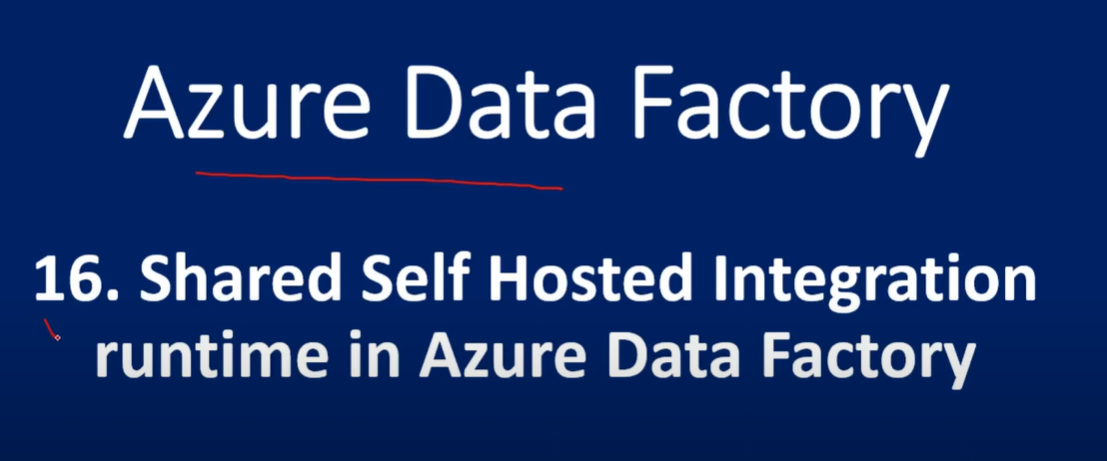 Azure Data Factory
16. Shared Self Hosted Integration
runtime in Azure Data Factory